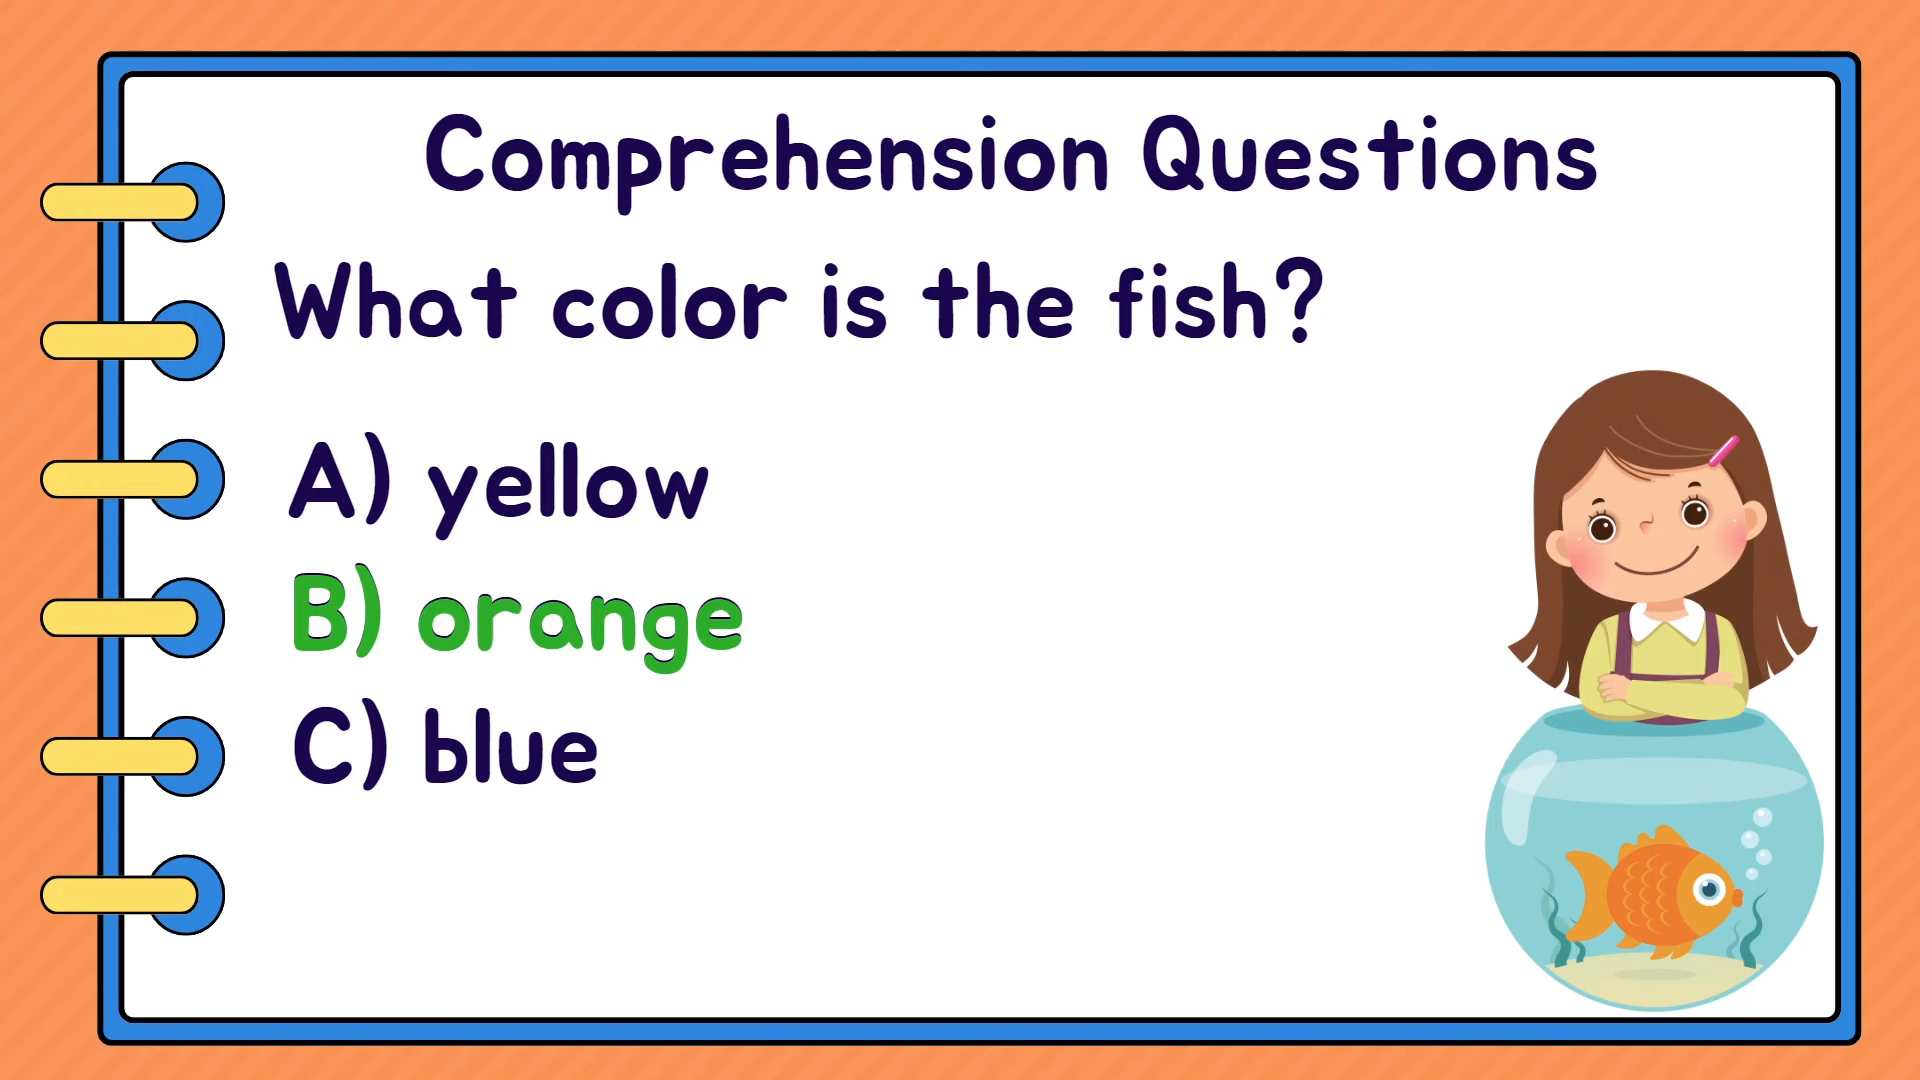 Comprehension Questions
What color is the fish?
A) yellow
B) orange
C) blue